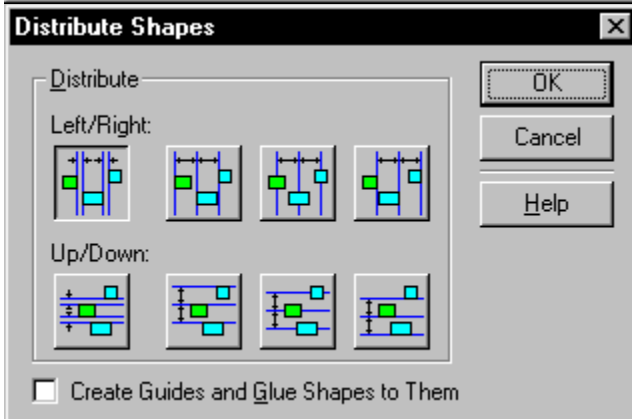 Distribute Shapes
Distribute
OK
Left/Right:
Cancel
Help
Up/Down:
Create Guides and Glue Shapes to Them